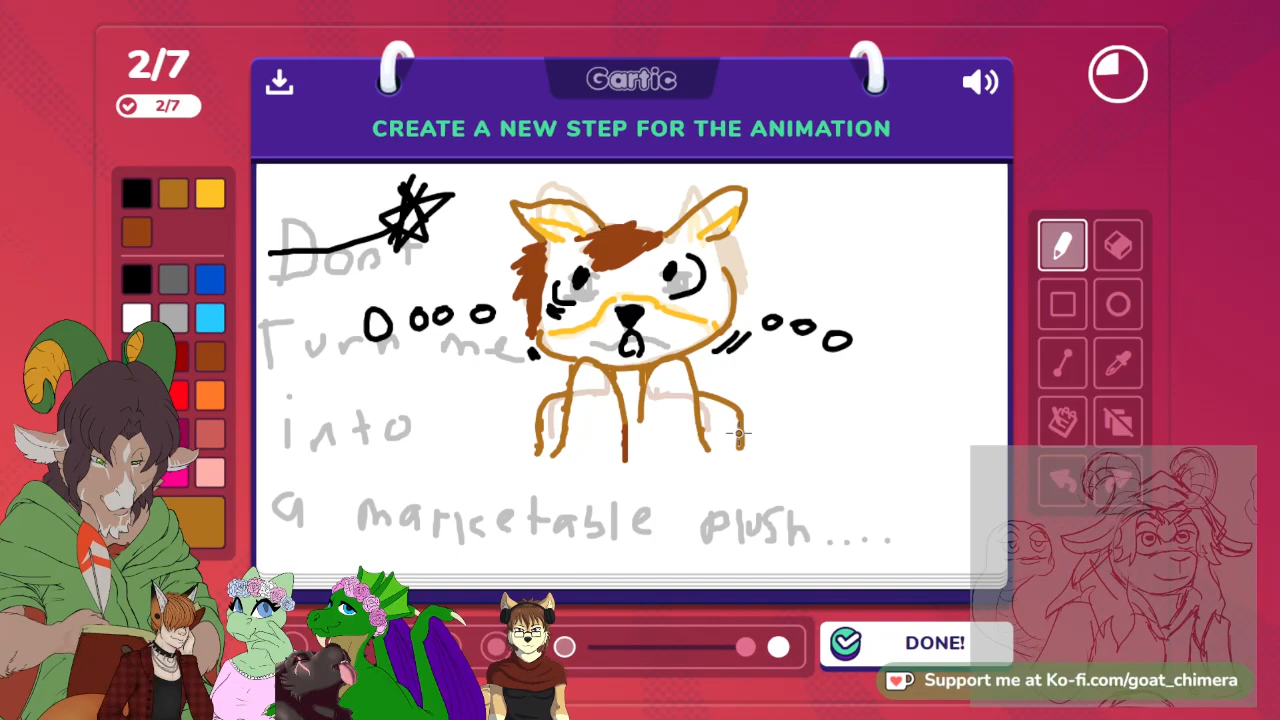 2/7
2/7
Gartic
CREATE A NEW STEP FOR THE ANIMATION
Don't
Turn me
into
a marketable plush....
DONE!
Support me at Ko-fi.com/goat_chimera